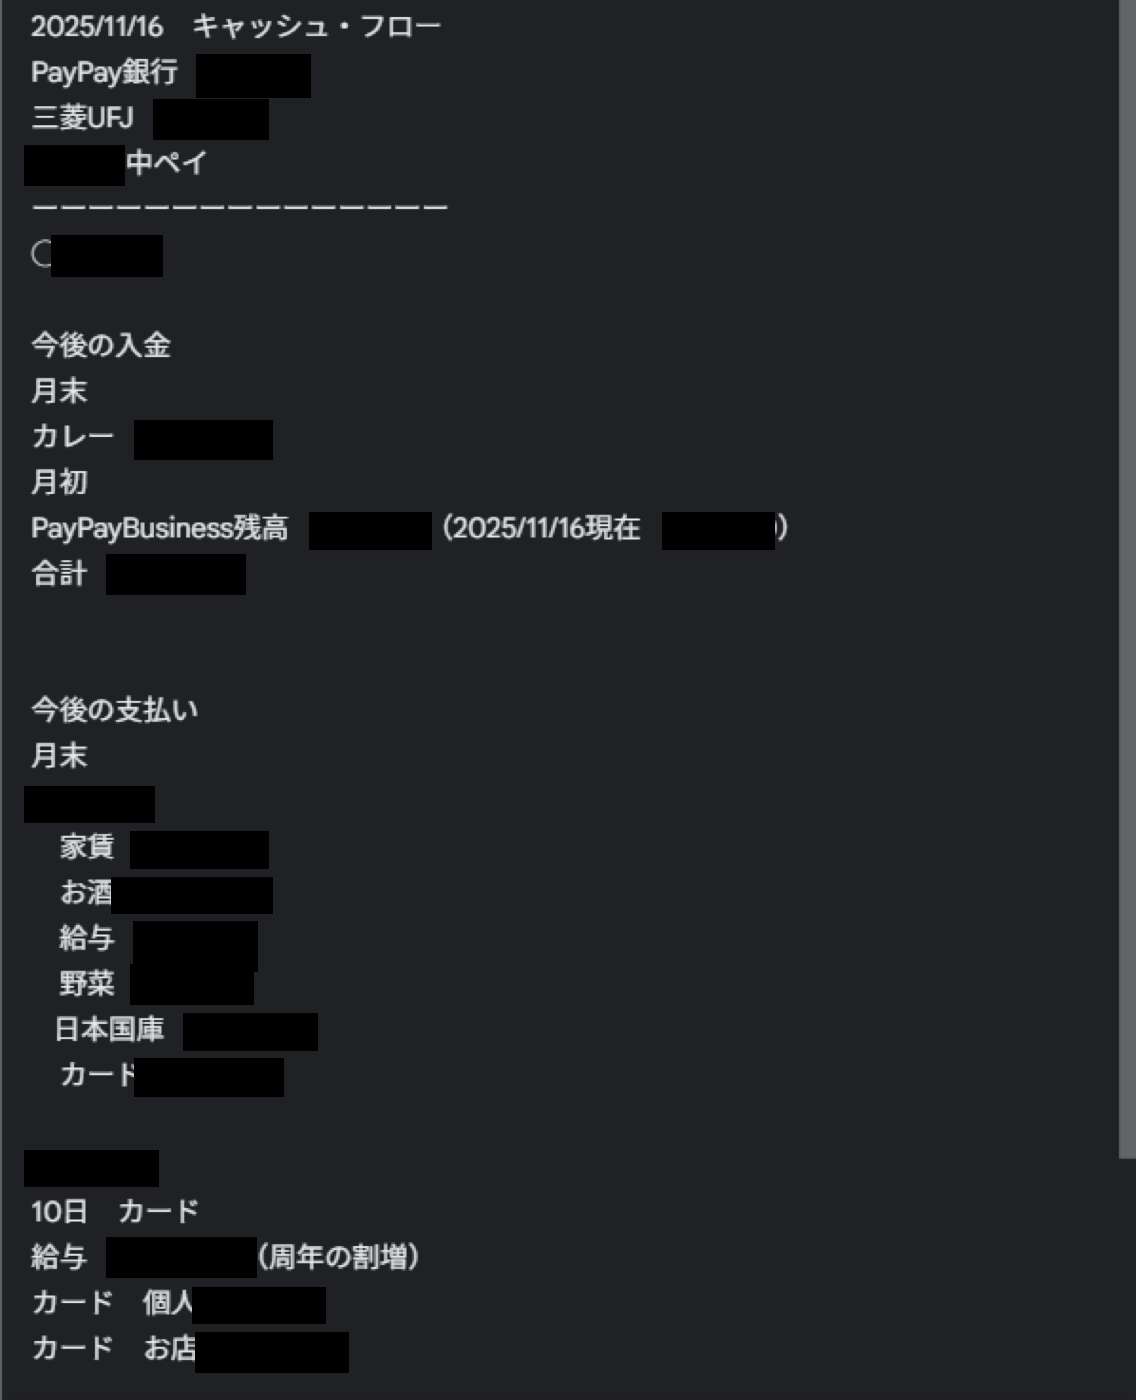 2025/11/16　キャッシュ・フロー
PayPay銀行
三菱UFJ
中ペイ
ーーーーーーーーーーーーーーー
〇
今後の入金
月末
カレー
月初
PayPayBusiness残高　（2025/11/16現在　）
合計
今後の支払い
月末
家賃
お酒
給与
野菜
日本国庫
カード
10日　カード
給与　（周年の割増）
カード　個人
カード　お店